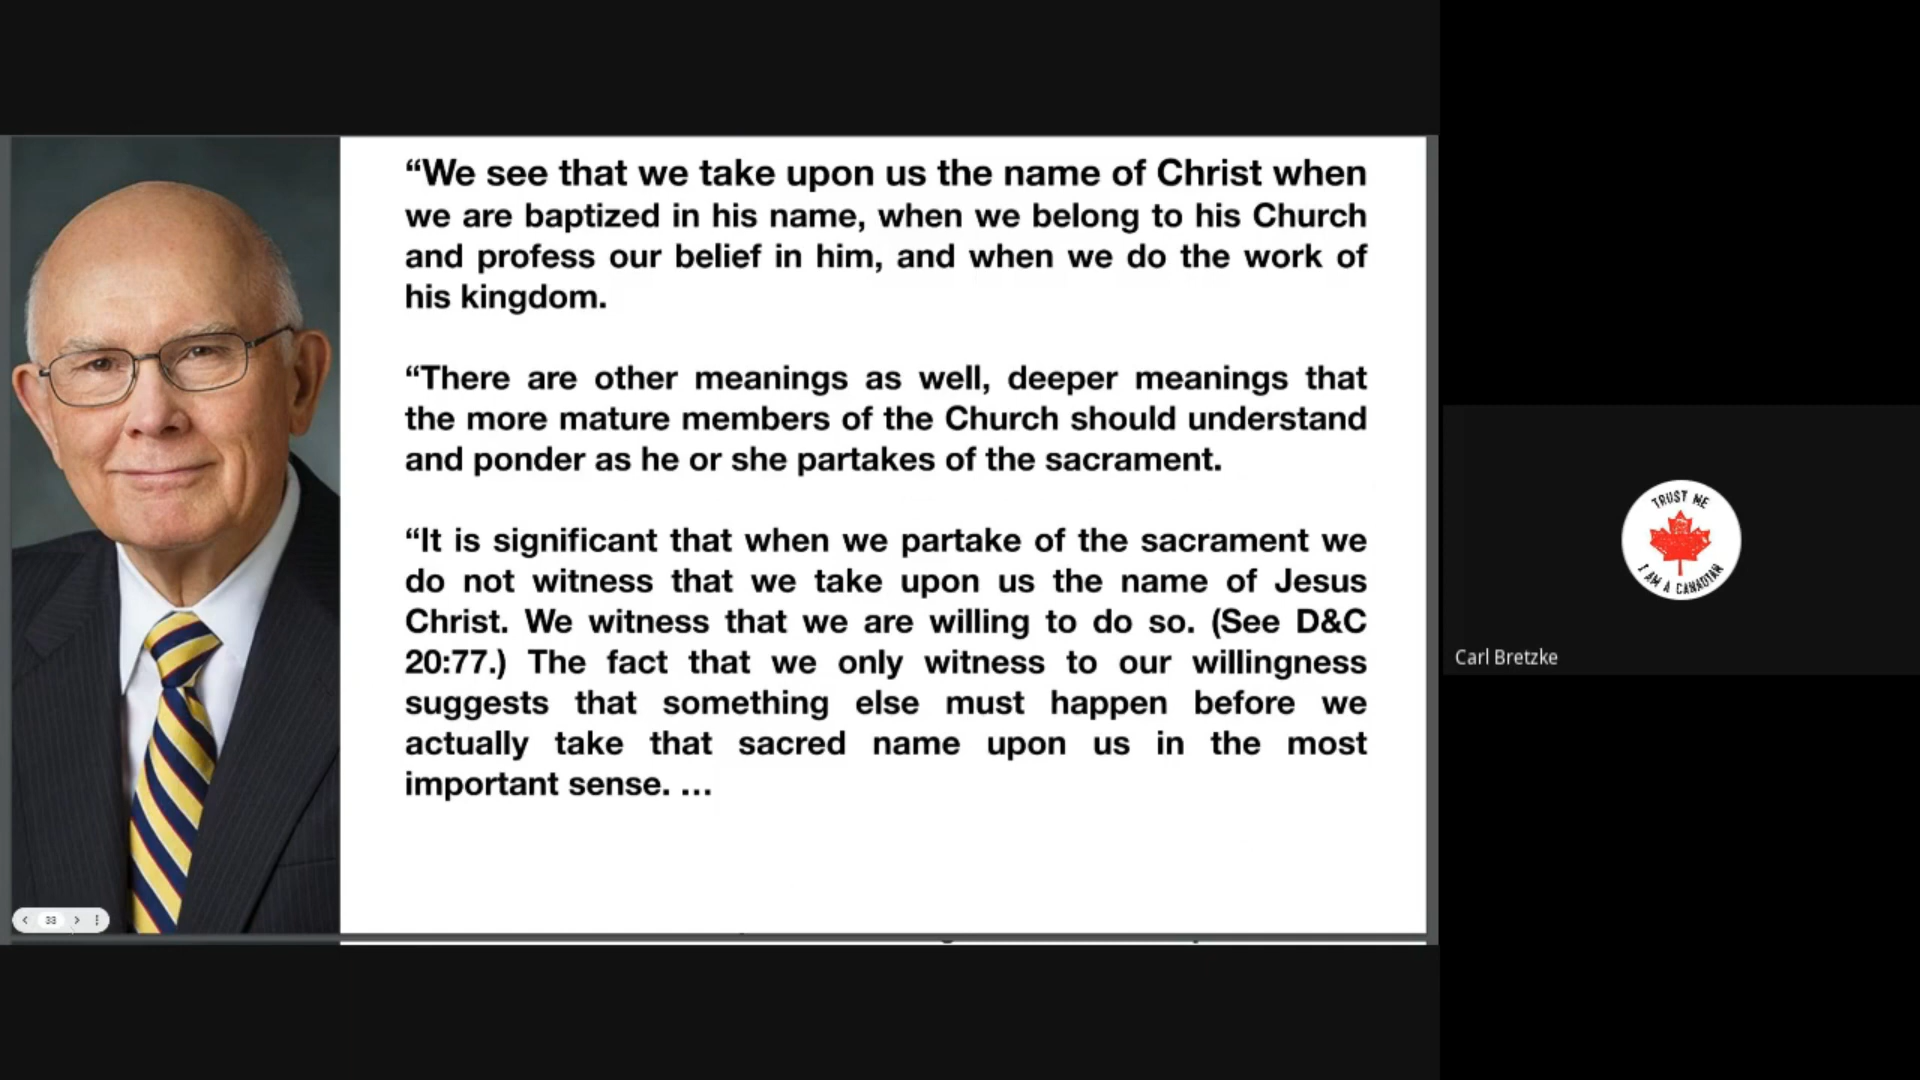 “We see that we take upon us the name of Christ when
we are baptized in his name, when we belong to his Church
and profess our belief in him, and when we do the work of
his kingdom.
“There are other meanings as well, deeper meanings that
the more mature members of the Church should understand
and ponder as he or she partakes of the sacrament.
“It is significant that when we partake of the sacrament we
do not witness that we take upon us the name of Jesus
Christ. We witness that we are willing to do so. (See D&C
20:77.) The fact that we only witness to our willingness
suggests that something else must happen before we
actually take that sacred name upon us in the most
important sense. …
33
TRUST ME
I AM A CANADIAN
Carl Bretzke